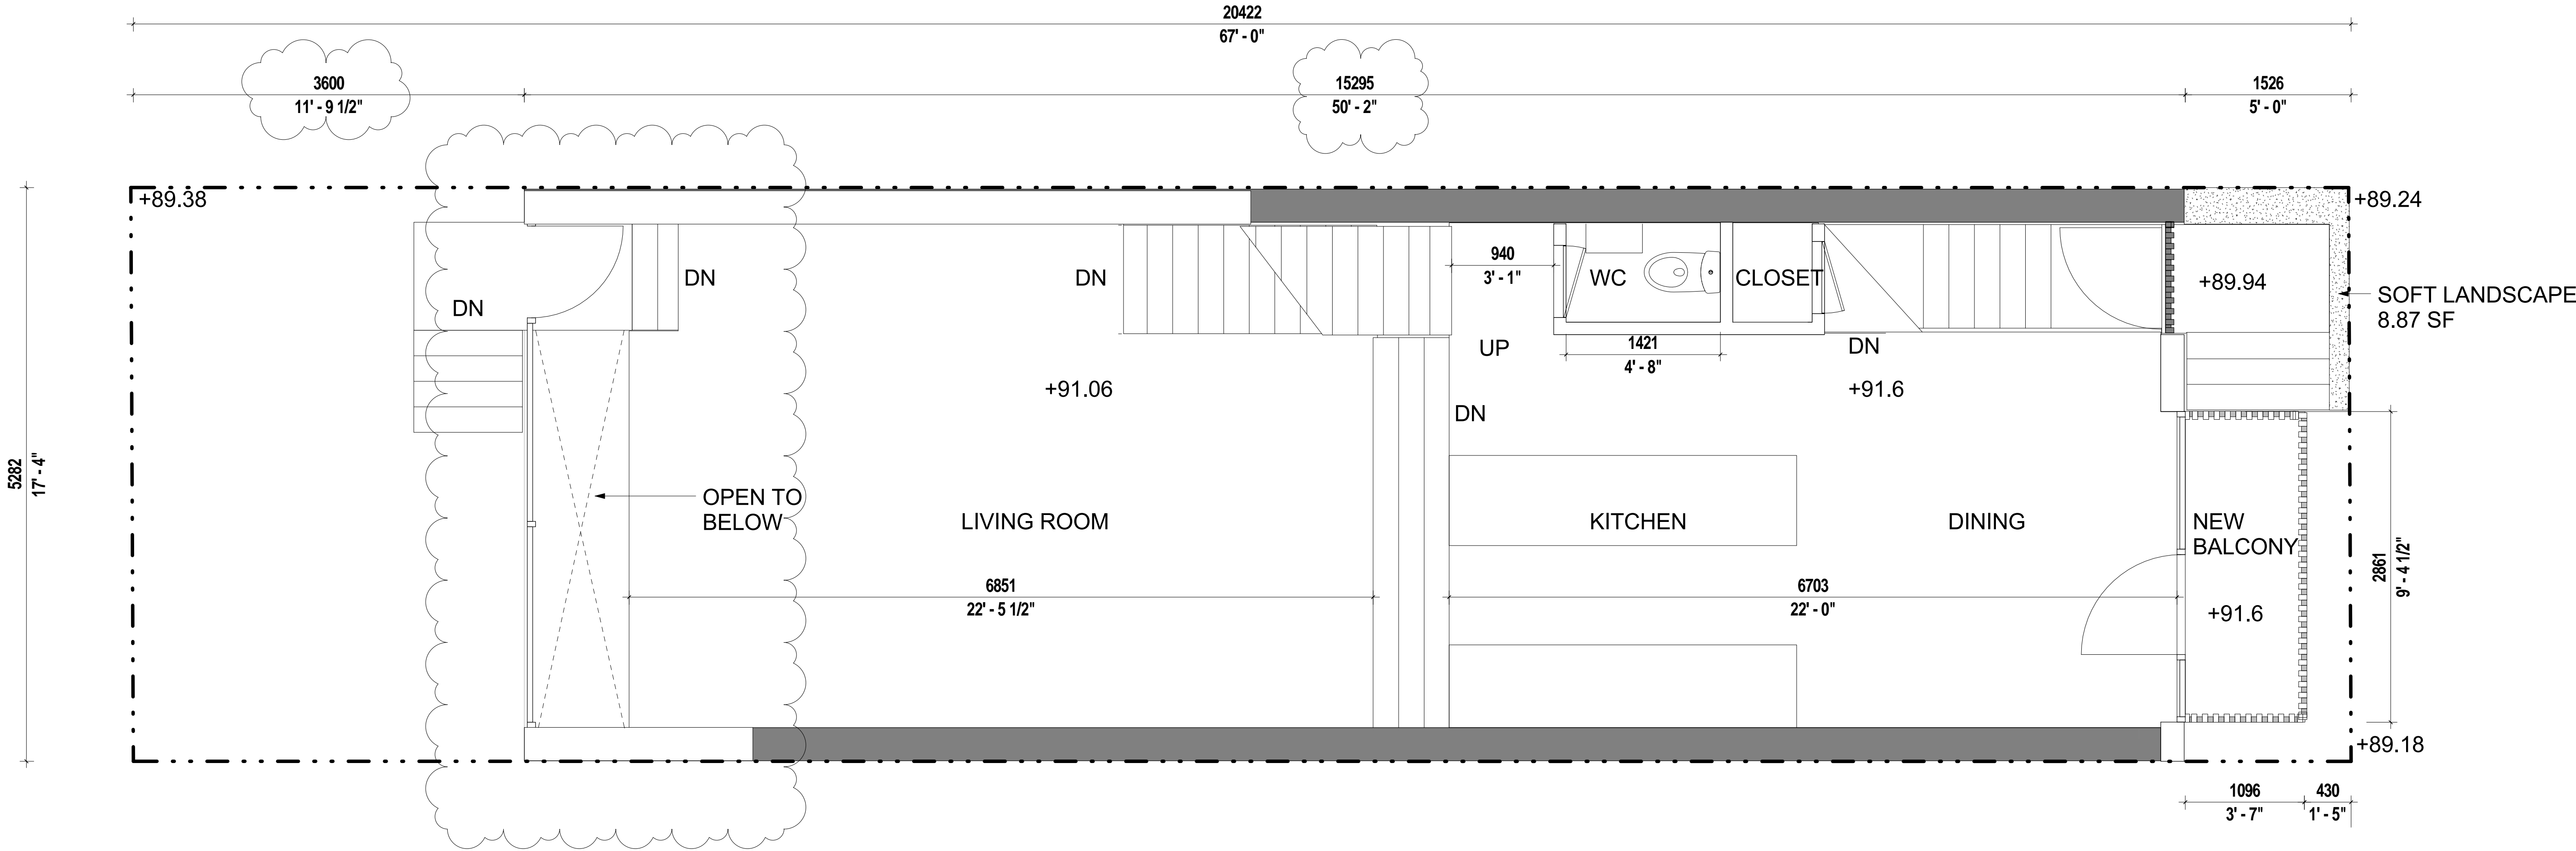 20422
67' - 0"
3600
11' - 9 1/2"
15295
50' - 2"
1526
5' - 0"
+89.38
+89.24
DN
DN
DN
940
3' - 1"
WC
CLOSET
+89.94
SOFT LANDSCAPE
8.87 SF
UP
1421
4' - 8"
DN
+91.06
+91.6
DN
5282
17' - 4"
OPEN TO
BELOW
LIVING ROOM
KITCHEN
DINING
NEW
BALCONY
2861
9' - 4 1/2"
6851
22' - 5 1/2"
6703
22' - 0"
+91.6
+89.18
1096
3' - 7"
430
1' - 5"